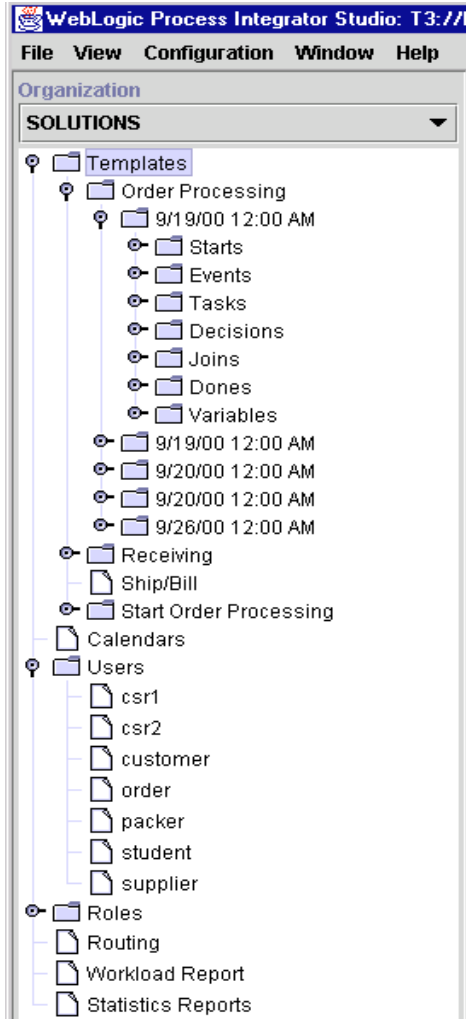 WebLogic Process Integrator Studio: T3://
File View Configuration Window Help
Organization
SOLUTIONS
Templates
Order Processing
9/19/00 12:00 AM
Starts
Events
Tasks
Decisions
Joins
Dones
Variables
9/19/00 12:00 AM
9/20/00 12:00 AM
9/20/00 12:00 AM
9/26/00 12:00 AM
Receiving
Ship/Bill
Start Order Processing
Calendars
Users
csr1
csr2
customer
order
packer
student
supplier
Roles
Routing
Workload Report
Statistics Reports